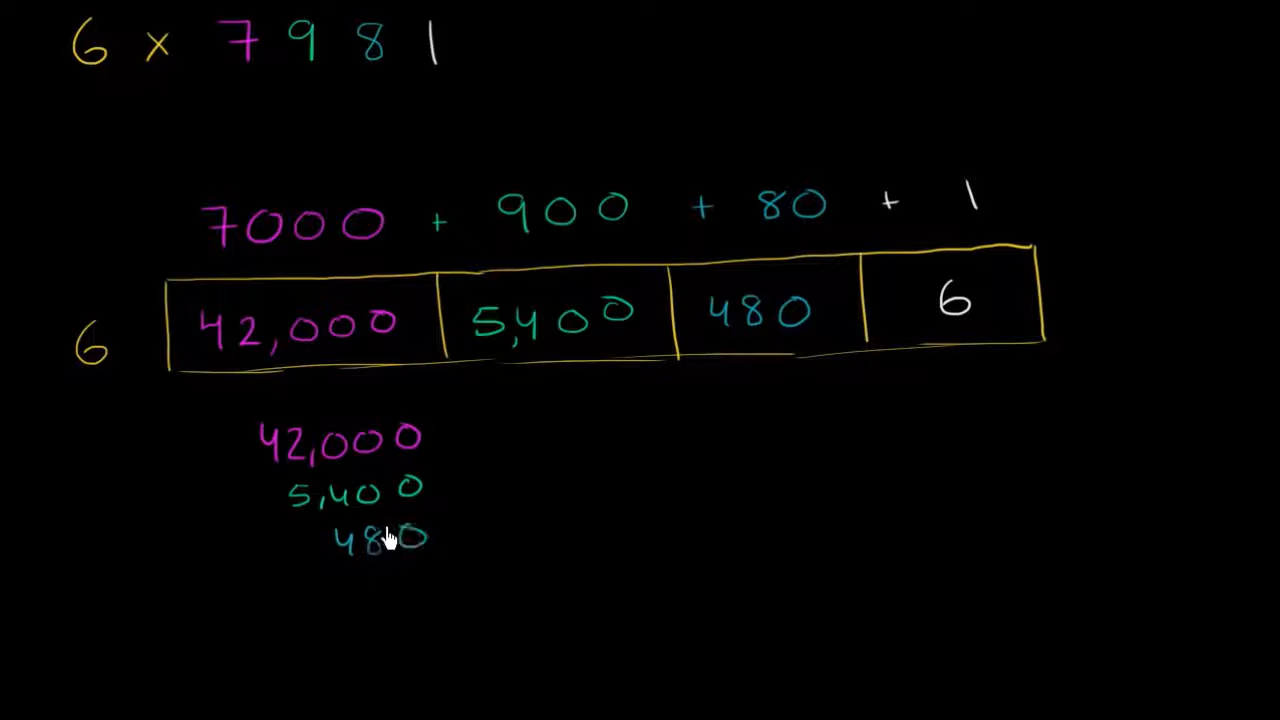 6 × 7981
7000 + 900 + 80 + 1
6 42,000 5,400 480 6
42,000
5,400
480